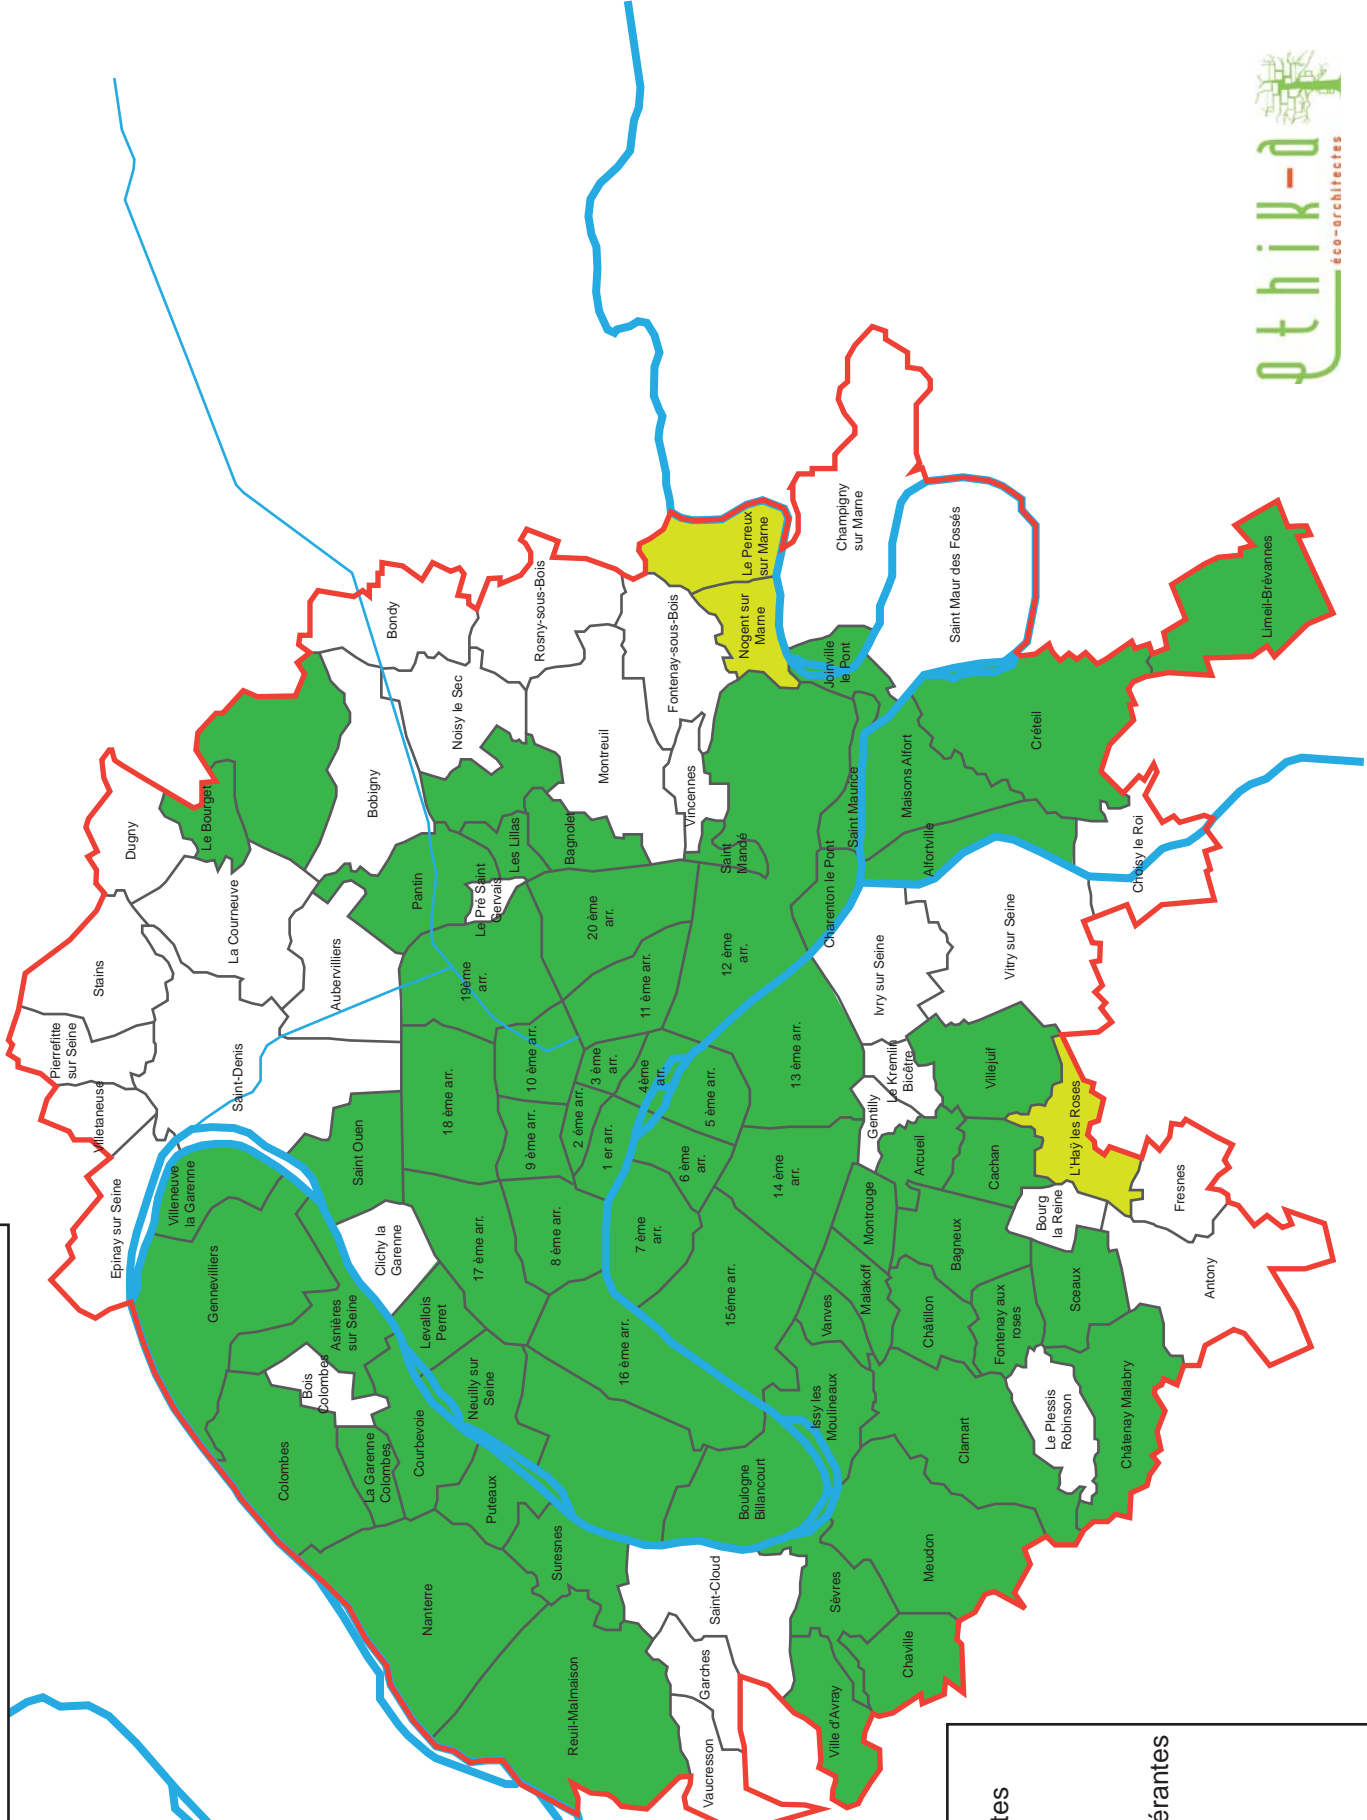 Epinay sur Seine
Villetaneuse
Pierrefitte
sur Seine
Stains
Dugny
Villeneuve
la Garenne
Gennevilliers
Saint-Denis
La Courneuve
Le Bourget
Colombes
Bois
Colombes
Asnières
sur Seine
Saint Ouen
Aubervilliers
Bobigny
Bondy
La Garenne
Colombes
Clichy la
Garenne
Nanterre
Courbevoie
Levallois
Perret
18 ème arr.
Pantin
Noisy le Sec
Puteaux
Neuilly sur
Seine
17 ème arr.
19ème
arr.
Le Pré Saint
Gervais
Les Lillas
Rosny-sous-Bois
Reuil-Malmaison
Suresnes
8 ème arr.
9 ème arr.
10 ème arr.
2 ème arr.
3 ème
arr.
1 er arr.
20 ème
arr.
Bagnolet
Montreuil
16 ème arr.
7 ème
arr.
4ème
arr.
11 ème arr.
Fontenay-sous-Bois
Vaucresson
Garches
Saint-Cloud
6 ème
arr.
5 ème arr.
Vincennes
Boulogne
Billancourt
15ème arr.
14 ème
arr.
13 ème arr.
12 ème
arr.
Saint
Mandé
Nogent sur
Marne
Le Perreux
sur Marne
Ville d'Avray
Sèvres
Issy les
Moulineaux
Vanves
Charenton le Pont
Saint Maurice
Joinville
le Pont
Champigny
sur Marne
Malakoff
Montrouge
Gentilly
Le Kremlin
Bicêtre
Ivry sur Seine
Chaville
Meudon
Clamart
Châtillon
Bagneux
Arcueil
Alfortville
Maisons Alfort
Saint Maur des Fossés
Fontenay aux
roses
Cachan
Villejuif
Vitry sur Seine
Créteil
Le Plessis
Robinson
Sceaux
Bourg
la Reine
L'Haÿ les Roses
Châtenay Malabry
Choisy le Roi
Antony
Fresnes
Limeil-Brévannes
tes
érantes
ethik-a
éco-architectes